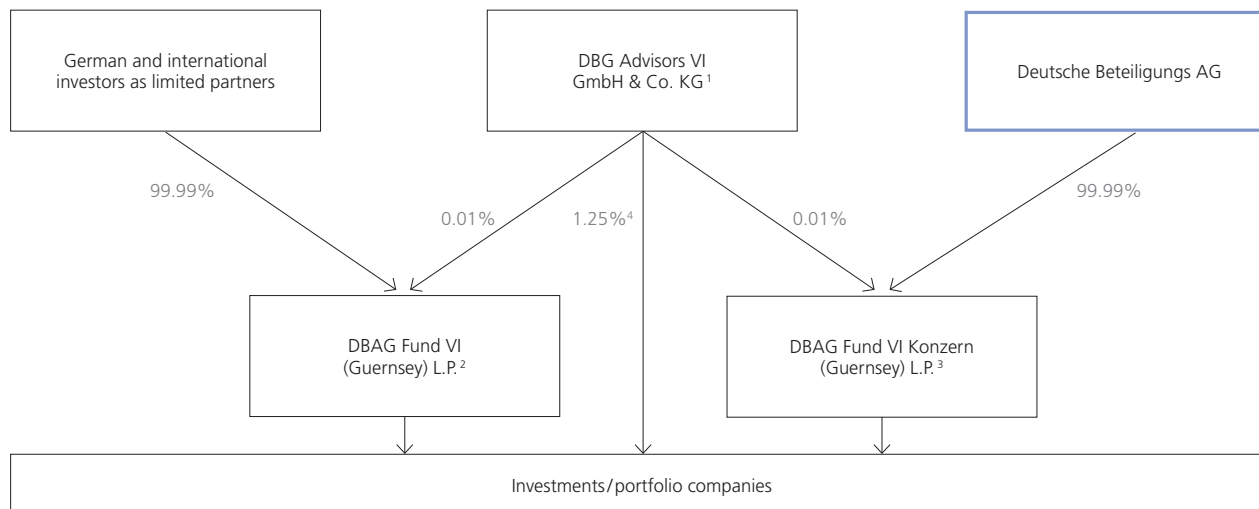 German and international
investors as limited partners
DBG Advisors VI
GmbH & Co. KG¹
Deutsche Beteiligungs AG
99.99%
0.01%
1.25%⁴
0.01%
99.99%
DBAG Fund VI
(Guernsey) L.P.²
DBAG Fund VI Konzern
(Guernsey) L.P.³
Investments/portfolio companies